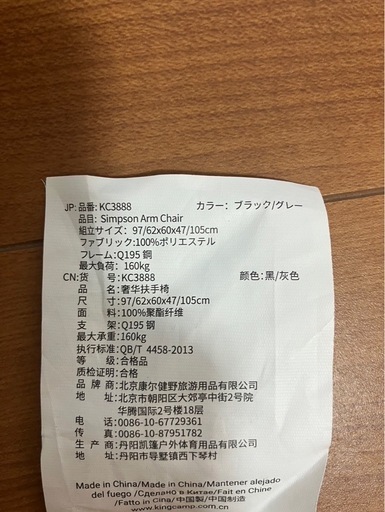 JP: 品番: KC3888 カラー: ブラック/グレー
品目: Simpson Arm Chair
組立サイズ: 97/62x60x47/105cm
ファブリック:100%ポリエステル
フレーム:Q195 鋼
最大負荷: 160kg
CN:货 号: KC3888 颜色:黑/灰色
品 名:奢华扶手椅
尺 寸:97/62x60x47/105cm
面 料:100%聚酯纤维
支 架:Q195 钢
最大承重:160kg
执行标准:QB/T 4458-2013
等 级:合格品
质检证明:合格
品 牌 商:北京康尔健野旅游用品有限公司
地 址:北京市朝阳区大郊亭中街2号院
华腾国际2号楼18层
电 话:0086-10-67729361
传 真:0086-10-87951782
生 产 商:丹阳凯篷户外体育用品有限公司
地 址:丹阳市导墅镇西下琴村
Made in China/Made in China/Mantener alejado
del fuego /Сделано в Китае/Fait en Chine
/Fatto in China/中国製/中国制造
www.kingcamp.com.cn